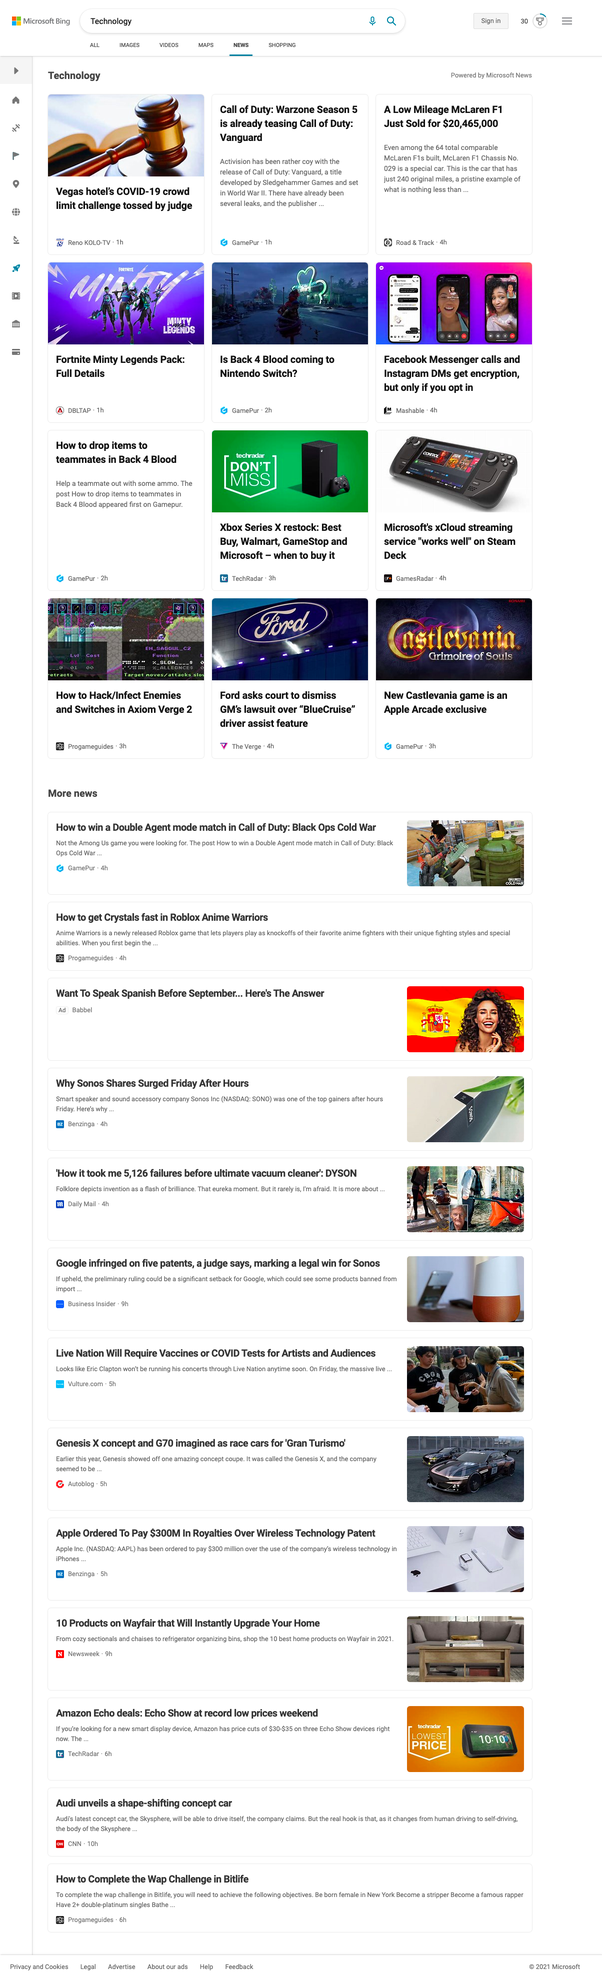 Microsoft Bing
Technology
Sign in
30
ALL
IMAGES
VIDEOS
MAPS
NEWS
SHOPPING
Technology
Powered by Microsoft News
Vegas hotel's COVID-19 crowd
limit challenge tossed by judge
Reno KOLO-TV · 1h
Call of Duty: Warzone Season 5
is already teasing Call of Duty:
Vanguard
Activision has been rather coy with the
release of Call of Duty: Vanguard, a title
developed by Sledgehammer Games and set
in World War II. There have already been
several leaks, and the publisher ...
GamePur · 1h
A Low Mileage McLaren F1
Just Sold for $20,465,000
Even among the 64 total comparable
McLaren F1s built, McLaren F1 Chassis No.
029 is a special car. This is the car that has
just 240 original miles, a pristine example of
what is nothing less than ...
Road & Track · 4h
FORTNITE
MINTY
MINTY
LEGENDS
Fortnite Minty Legends Pack:
Full Details
DBLTAP · 1h
Is Back 4 Blood coming to
Nintendo Switch?
GamePur · 2h
Facebook Messenger calls and
Instagram DMs get encryption,
but only if you opt in
Mashable · 4h
How to drop items to
teammates in Back 4 Blood
Help a teammate out with some ammo. The
post How to drop items to teammates in
Back 4 Blood appeared first on Gamepur.
GamePur · 2h
techradar
DON'T
MISS
Xbox Series X restock: Best
Buy, Walmart, GameStop and
Microsoft – when to buy it
TechRadar · 3h
Microsoft's xCloud streaming
service "works well" on Steam
Deck
GamesRadar · 4h
How to Hack/Infect Enemies
and Switches in Axiom Verge 2
Progameguides · 3h
Ford
Ford asks court to dismiss
GM's lawsuit over "BlueCruise"
driver assist feature
The Verge · 4h
Castlevania
Grimoire of Souls
New Castlevania game is an
Apple Arcade exclusive
GamePur · 3h
More news
How to win a Double Agent mode match in Call of Duty: Black Ops Cold War
Not the Among Us game you were looking for. The post How to win a Double Agent mode match in Call of Duty: Black
Ops Cold War ...
GamePur · 4h
How to get Crystals fast in Roblox Anime Warriors
Anime Warriors is a newly released Roblox game that lets players play as knockoffs of their favorite anime fighters with their unique fighting styles and special
abilities. When you first begin the ...
Progameguides · 4h
Want To Speak Spanish Before September... Here's The Answer
Ad Babbel
Why Sonos Shares Surged Friday After Hours
Smart speaker and sound accessory company Sonos Inc (NASDAQ: SONO) was one of the top gainers after hours
Friday. Here's why ...
Benzinga · 4h
'How it took me 5,126 failures before ultimate vacuum cleaner': DYSON
Folklore depicts invention as a flash of brilliance. That eureka moment. But it rarely is, I'm afraid. It is more about ...
Daily Mail · 4h
Google infringed on five patents, a judge says, marking a legal win for Sonos
If upheld, the preliminary ruling could be a significant setback for Google, which could see some products banned from
import ...
Business Insider · 9h
Live Nation Will Require Vaccines or COVID Tests for Artists and Audiences
Looks like Eric Clapton won't be running his concerts through Live Nation anytime soon. On Friday, the massive live ...
Vulture.com · 5h
Genesis X concept and G70 imagined as race cars for 'Gran Turismo'
Earlier this year, Genesis showed off one amazing concept coupe. It was called the Genesis X, and the company
seemed to be ...
Autoblog · 5h
Apple Ordered To Pay $300M In Royalties Over Wireless Technology Patent
Apple Inc. (NASDAQ: AAPL) has been ordered to pay $300 million over the use of the company's wireless technology in
iPhones ...
Benzinga · 5h
10 Products on Wayfair that Will Instantly Upgrade Your Home
From cozy sectionals and chaises to refrigerator organizing bins, shop the 10 best home products on Wayfair in 2021.
Newsweek · 9h
Amazon Echo deals: Echo Show at record low prices weekend
If you're looking for a new smart display device, Amazon has price cuts of $30-$35 on three Echo Show devices right
now. The ...
TechRadar · 6h
techradar
LOWEST
PRICE
10:10
Audi unveils a shape-shifting concept car
Audi's latest concept car, the Skysphere, will be able to drive itself, the company claims. But the real hook is that, as it changes from human driving to self-driving,
the body of the Skysphere ...
CNN · 10h
How to Complete the Wap Challenge in Bitlife
To complete the wap challenge in Bitlife, you will need to achieve the following objectives. Be born female in New York Become a stripper Become a famous rapper
Have 2+ double-platinum singles Bathe ...
Progameguides · 6h
Privacy and Cookies
Legal
Advertise
About our ads
Help
Feedback
© 2021 Microsoft